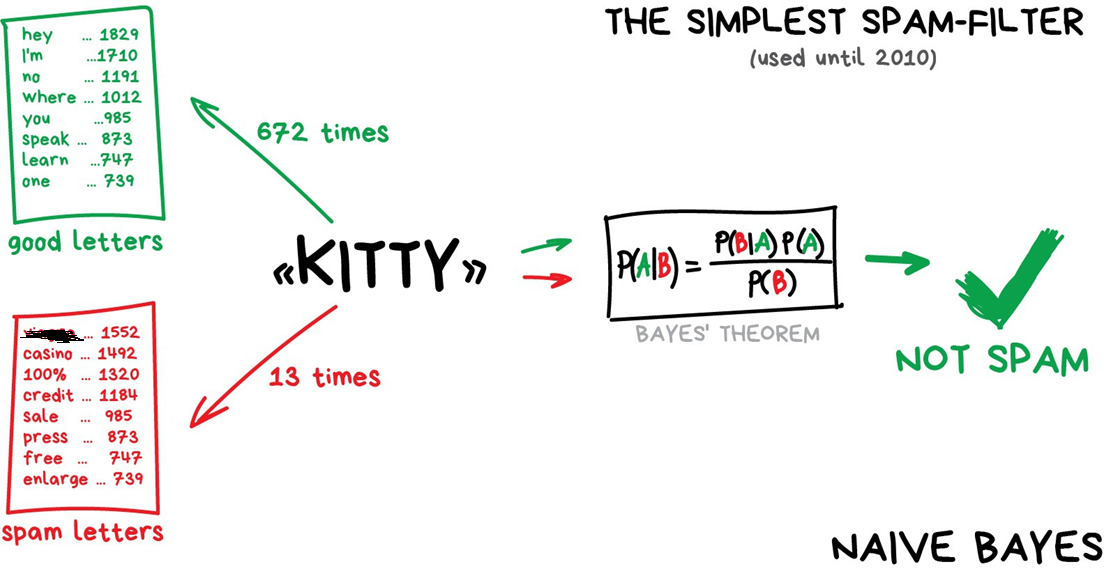 THE SIMPLEST SPAM-FILTER
(used until 2010)
hey ... 1829
I'm ...1710
no ... 1191
where ... 1012
you ...985
speak ... 873
learn ...747
one ... 739
good letters
672 times
«KITTY»
13 times
... 1552
casino ... 1492
100% ... 1320
credit ... 1184
sale ... 985
press ... 873
free ... 747
enlarge ... 739
spam letters
P(A|B) = P(B|A) P(A)
P(B)
BAYES' THEOREM
NOT SPAM
NAIVE BAYES